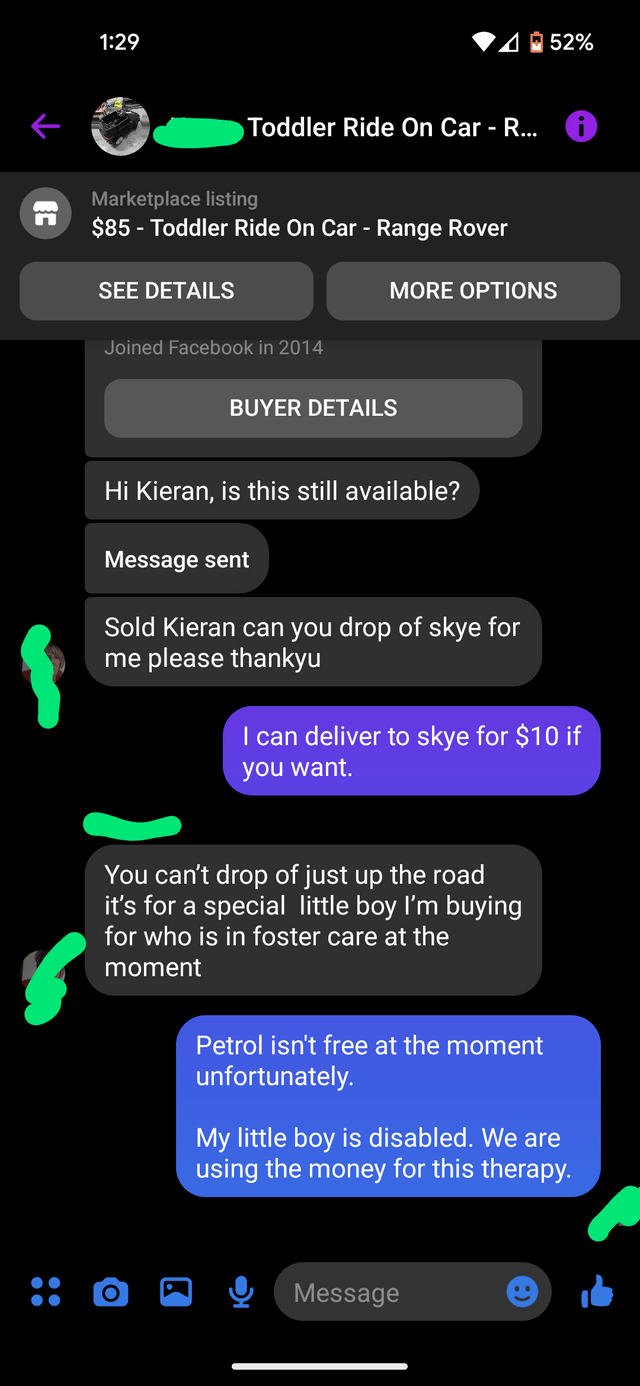 1:29
52%
Toddler Ride On Car - R...
Marketplace listing
$85 - Toddler Ride On Car - Range Rover
SEE DETAILS
MORE OPTIONS
Joined Facebook in 2014
BUYER DETAILS
Hi Kieran, is this still available?
Message sent
Sold Kieran can you drop of skye for
me please thankyu
I can deliver to skye for $10 if
you want.
You can’t drop of just up the road
it’s for a special  little boy I’m buying
for who is in foster care at the
moment
Petrol isn't free at the moment
unfortunately.
My little boy is disabled. We are
using the money for this therapy.
Message